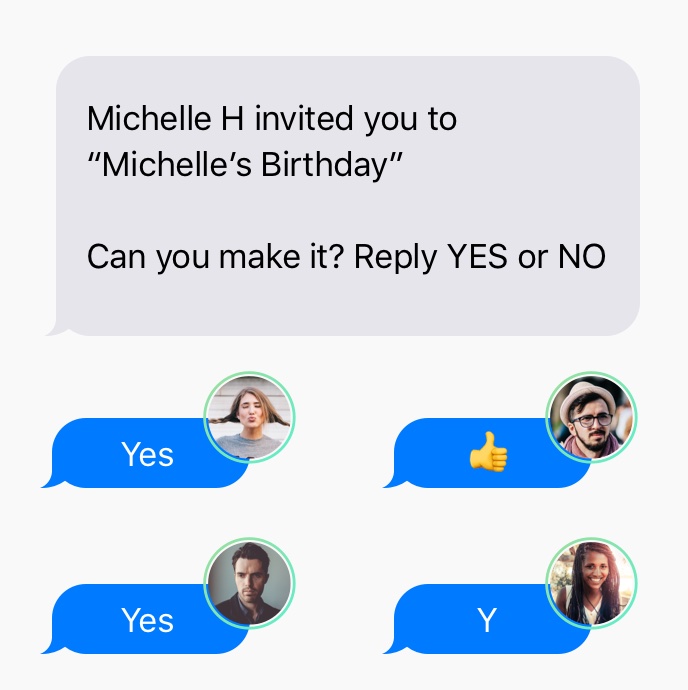 Michelle H invited you to
“Michelle’s Birthday”
Can you make it? Reply YES or NO
Yes
👍
Yes
Y